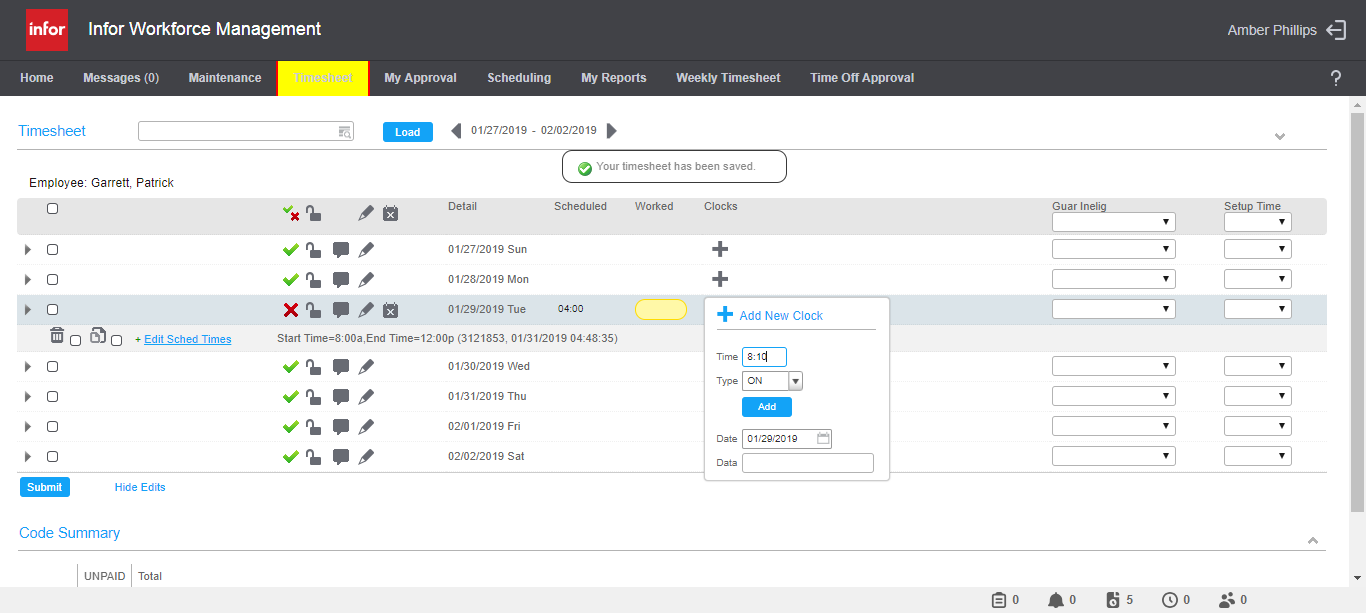 infor Infor Workforce Management Amber Phillips
Home Messages (0) Maintenance Timesheet My Approval Scheduling My Reports Weekly Timesheet Time Off Approval ?
Timesheet Load 01/27/2019 - 02/02/2019
Your timesheet has been saved.
Employee: Garrett, Patrick
Detail Scheduled Worked Clocks Guar Inelig Setup Time
01/27/2019 Sun
01/28/2019 Mon
01/29/2019 Tue 04:00
Add New Clock
+ Edit Sched Times Start Time=8:00a,End Time=12:00p (3121853, 01/31/2019 04:48:35)
Time 8:10
01/30/2019 Wed
Type ON
01/31/2019 Thu
Add
02/01/2019 Fri
Date 01/29/2019
02/02/2019 Sat
Data
Submit Hide Edits
Code Summary
UNPAID Total
0 0 5 0 0